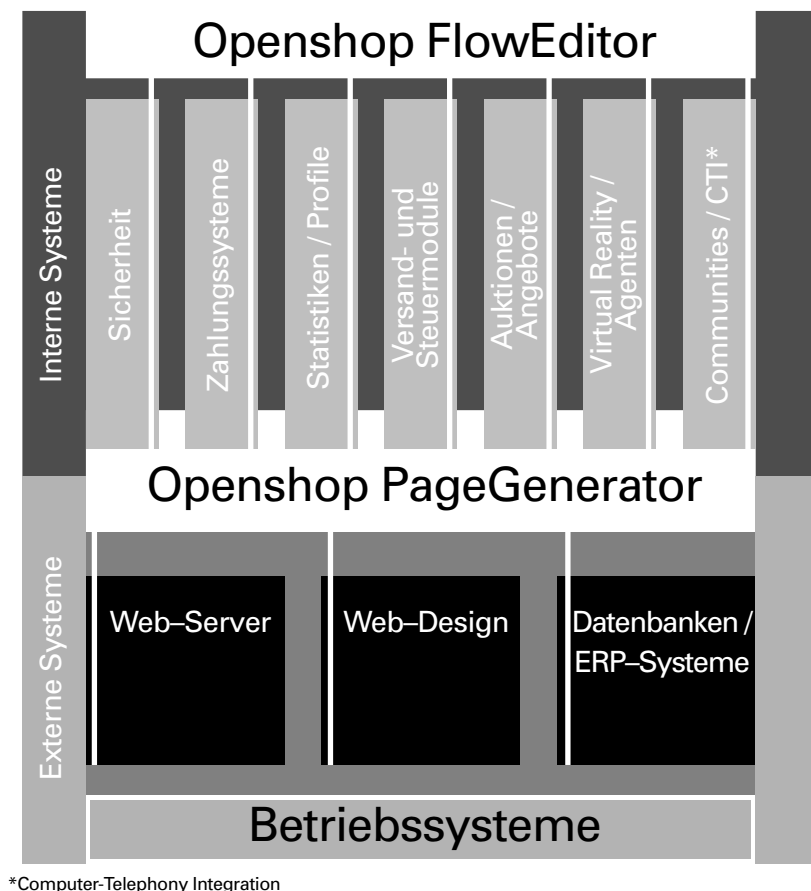 Openshop FlowEditor
Interne Systeme
Sicherheit
Zahlungssysteme
Statistiken / Profile
Versand- und
Steuermodule
Auktionen /
Angebote
Virtual Reality /
Agenten
Communities / CTI*
Openshop PageGenerator
Externe Systeme
Web–Server
Web–Design
Datenbanken /
ERP–Systeme
Betriebssysteme
*Computer-Telephony Integration